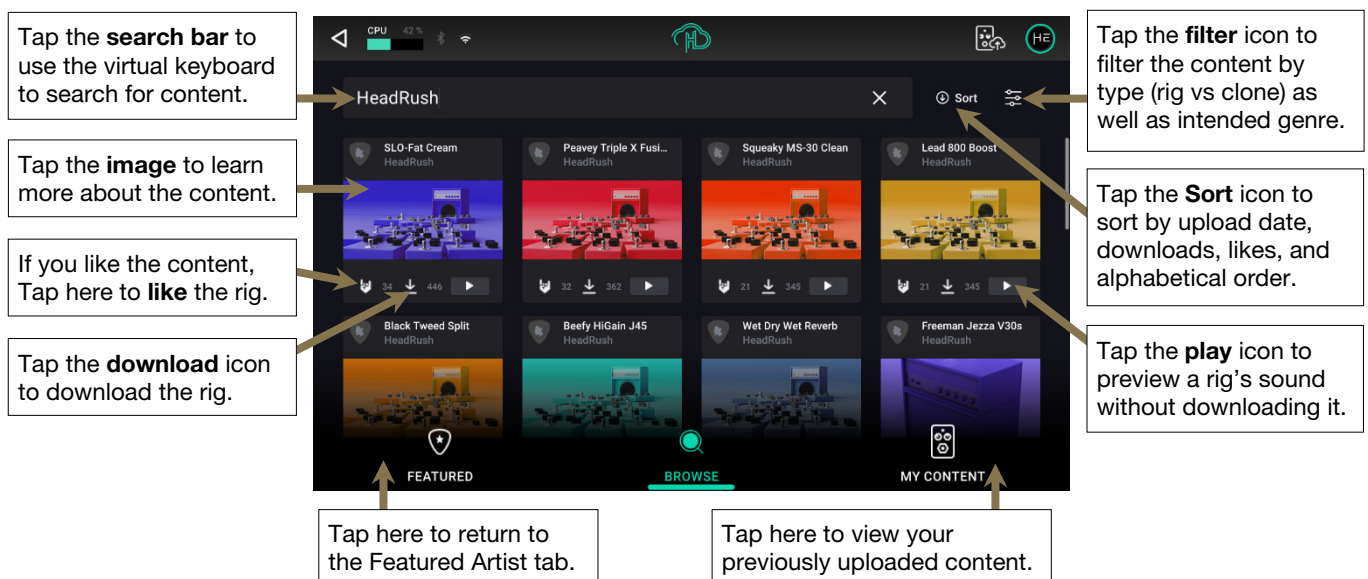 Tap the search bar to
use the virtual keyboard
to search for content.
Tap the image to learn
more about the content.
If you like the content,
Tap here to like the rig.
Tap the download icon
to download the rig.
CPU 42%
HE
HeadRush
Sort
SLO-Fat Cream
HeadRush
Peavey Triple X Fusi...
HeadRush
Squeaky MS-30 Clean
HeadRush
Lead 800 Boost
HeadRush
34 446
32 362
21 345
21 345
Black Tweed Split
HeadRush
Beefy HiGain J45
HeadRush
Wet Dry Wet Reverb
HeadRush
Freeman Jezza V30s
HeadRush
FEATURED
BROWSE
MY CONTENT
Tap the filter icon to
filter the content by
type (rig vs clone) as
well as intended genre.
Tap the Sort icon to
sort by upload date,
downloads, likes, and
alphabetical order.
Tap the play icon to
preview a rig's sound
without downloading it.
Tap here to return to
the Featured Artist tab.
Tap here to view your
previously uploaded content.